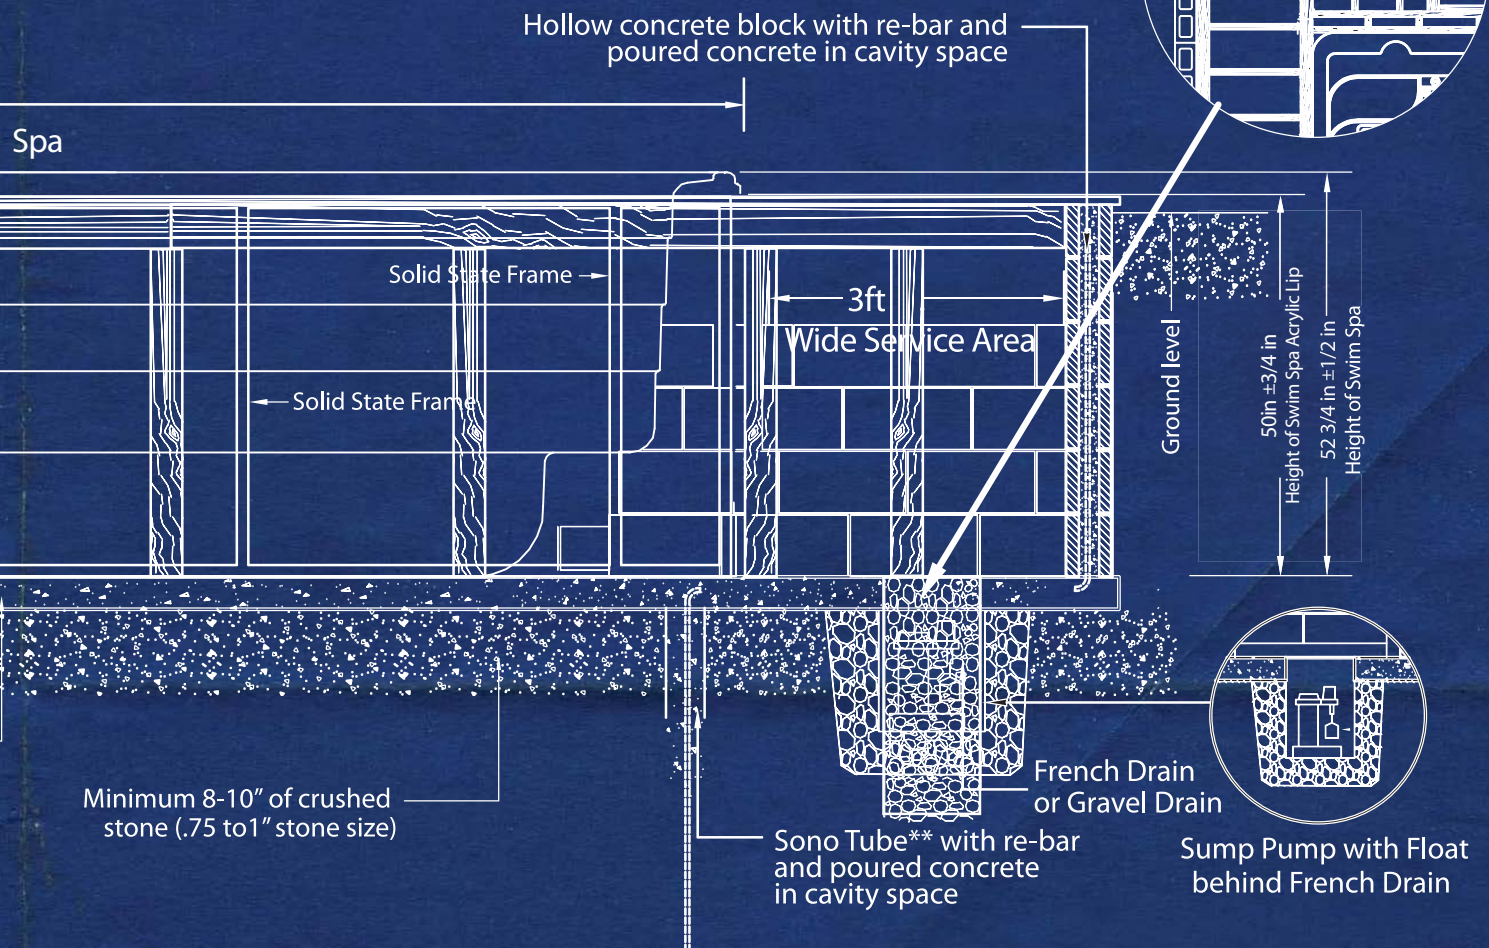 Hollow concrete block with re-bar and
poured concrete in cavity space
Spa
Solid State Frame
3ft
Wide Service Area
Solid State Frame
Ground level
50in ±3/4 in
Height of Swim Spa Acrylic Lip
52 3/4 in ±1/2 in
Height of Swim Spa
Minimum 8-10” of crushed
stone (.75 to1” stone size)
French Drain
or Gravel Drain
Sono Tube** with re-bar
and poured concrete
in cavity space
Sump Pump with Float
behind French Drain